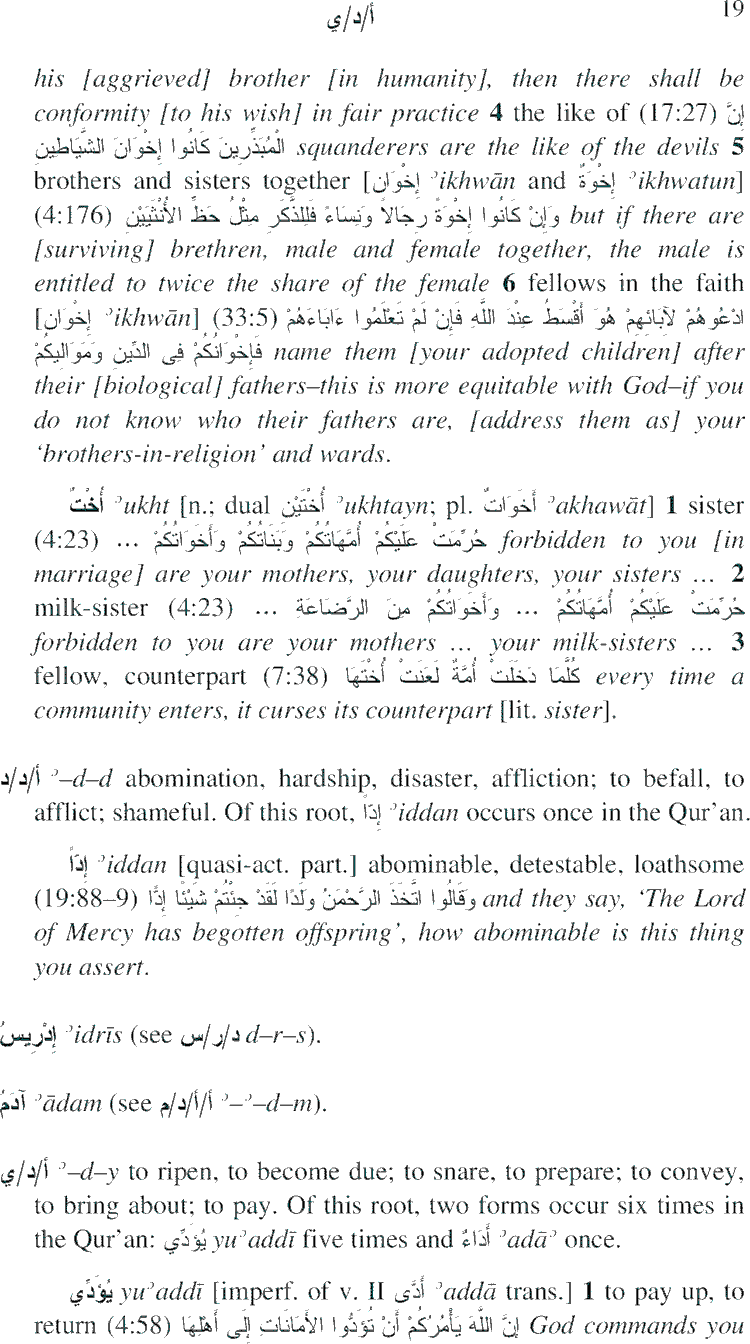 أ/د/ي 19
his [aggrieved] brother [in humanity], then there shall be
conformity [to his wish] in fair practice 4 the like of (17:27) إِنَّ
الْمُبَذِّرِينَ كَانُوا إِخْوَانَ الشَّيَاطِينِ squanderers are the like of the devils 5
brothers and sisters together [إِخْوَان ʾikhwān and إِخْوَةٌ ʾikhwatun]
(4:176) وَإِنْ كَانُوا إِخْوَةً رِجَالاً وَنِسَاءً فَلِلذَّكَرِ مِثْلُ حَظِّ الأُنْثَيَيْنِ but if there are
[surviving] brethren, male and female together, the male is
entitled to twice the share of the female 6 fellows in the faith
[إِخْوَان ʾikhwān] (33:5) ادْعُوهُمْ لآبَائِهِمْ هُوَ أَقْسَطُ عِنْدَ اللَّهِ فَإِنْ لَمْ تَعْلَمُوا ءَابَاءَهُمْ
فَإِخْوَانُكُمْ فِى الدِّينِ وَمَوَالِيكُمْ name them [your adopted children] after
their [biological] fathers–this is more equitable with God–if you
do not know who their fathers are, [address them as] your
‘brothers-in-religion’ and wards.
أُخْتٌ ʾukht [n.; dual أُخْتَيْن ʾukhtayn; pl. أَخَوَاتٌ ʾakhawāt] 1 sister
(4:23) حُرِّمَتْ عَلَيْكُمْ أُمَّهَاتُكُمْ وَبَنَاتُكُمْ وَأَخَوَاتُكُمْ ... forbidden to you [in
marriage] are your mothers, your daughters, your sisters ... 2
milk-sister (4:23) حُرِّمَتْ عَلَيْكُمْ أُمَّهَاتُكُمْ ... وَأَخَوَاتُكُمْ مِنَ الرَّضَاعَةِ ...
forbidden to you are your mothers ... your milk-sisters ... 3
fellow, counterpart (7:38) كُلَّمَا دَخَلَتْ أُمَّةٌ لَعَنَتْ أُخْتَهَا every time a
community enters, it curses its counterpart [lit. sister].
أ/د/د ʾ–d–d abomination, hardship, disaster, affliction; to befall, to
afflict; shameful. Of this root, إِدّاً ʾiddan occurs once in the Qur’an.
إِدّاً ʾiddan [quasi-act. part.] abominable, detestable, loathsome
(19:88–9) وَقَالُوا اتَّخَذَ الرَّحْمَنُ وَلَدًا لَقَدْ جِئْتُمْ شَيْئًا إِدًّا and they say, ‘The Lord
of Mercy has begotten offspring’, how abominable is this thing
you assert.
إِدْرِيسُ ʾidrīs (see د/ر/س d–r–s).
آدَمُ ʾādam (see أ/أ/د/م ʾ–ʾ–d–m).
أ/د/ي ʾ–d–y to ripen, to become due; to snare, to prepare; to convey,
to bring about; to pay. Of this root, two forms occur six times in
the Qur’an: يُؤَدِّي yuʾaddī five times and أَدَاءٌ ʾadāʾ once.
يُؤَدِّي yuʾaddī [imperf. of v. II أَدَّى ʾaddā trans.] 1 to pay up, to
return (4:58) إِنَّ اللَّهَ يَأْمُرُكُمْ أَنْ تُؤَدُّوا الأَمَانَاتِ إِلَى أَهْلِهَا God commands you